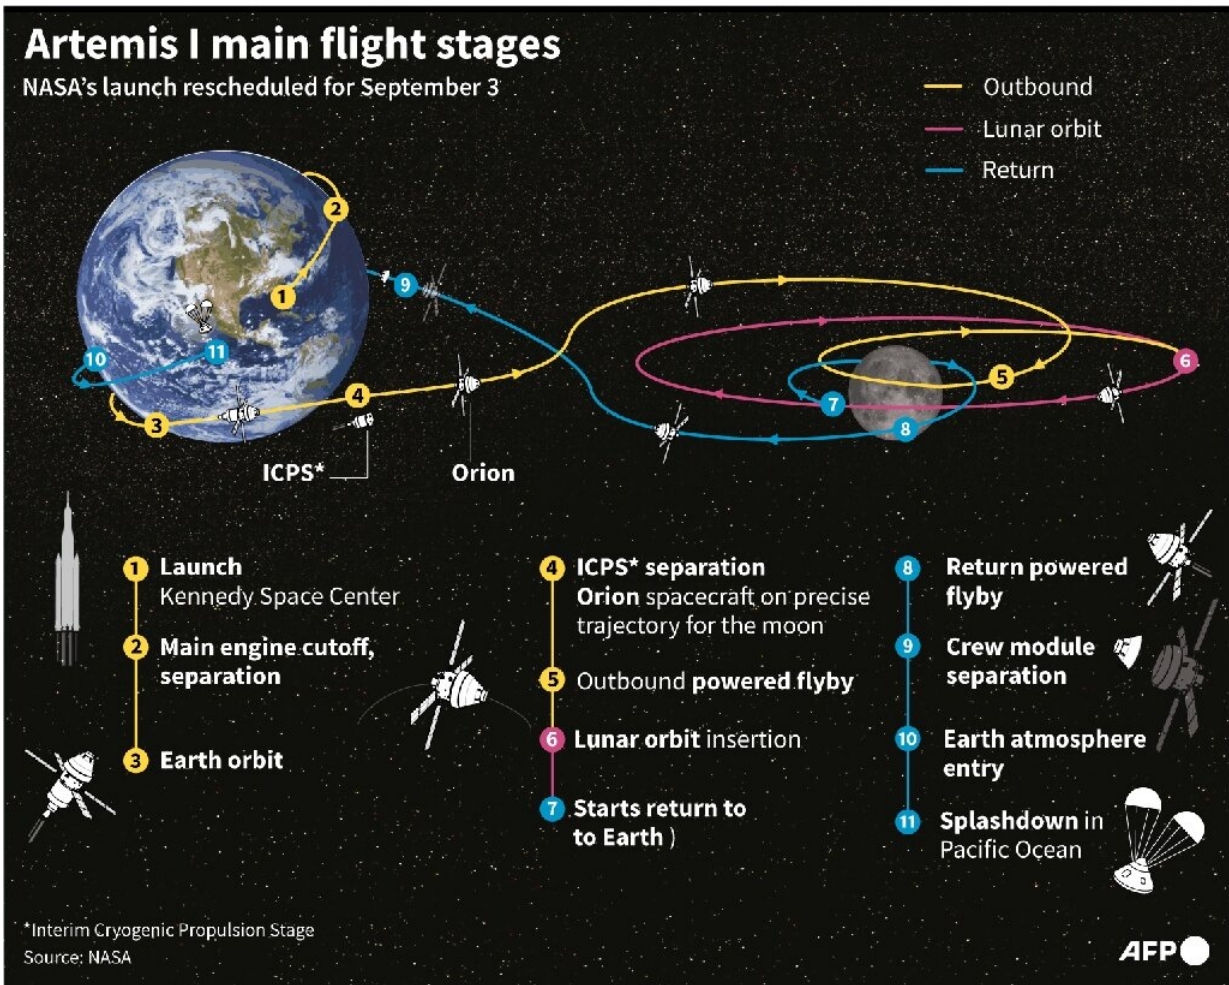 Artemis I main flight stages
NASA's launch rescheduled for September 3
Outbound
Lunar orbit
Return
2
1
9
10
11
6
5
4
7
3
8
ICPS*
Orion
1 Launch
Kennedy Space Center
2 Main engine cutoff,
separation
3 Earth orbit
4 ICPS* separation
Orion spacecraft on precise
trajectory for the moon
5 Outbound powered flyby
6 Lunar orbit insertion
7 Starts return to
to Earth )
8 Return powered
flyby
9 Crew module
separation
10 Earth atmosphere
entry
11 Splashdown in
Pacific Ocean
*Interim Cryogenic Propulsion Stage
Source: NASA
AFP